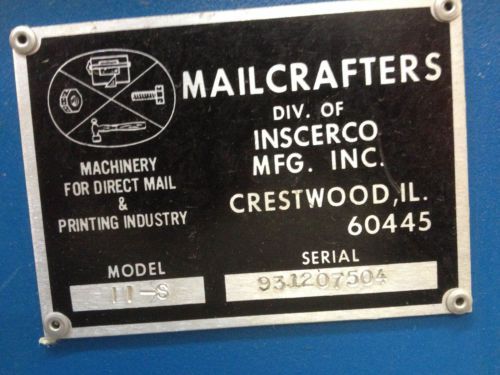 MAILCRAFTERS
DIV. OF
INSCERCO
MFG. INC.
CRESTWOOD, IL.
60445
MACHINERY
FOR DIRECT MAIL
&
PRINTING INDUSTRY
MODEL
11-S
SERIAL
931207504